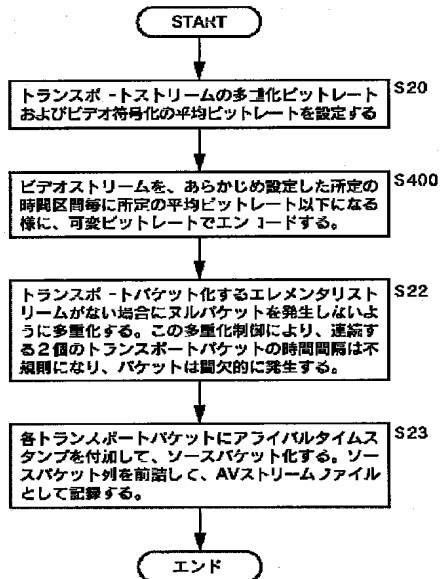 START
S20
トランスポートストリームの多重化ビットレート
およびビデオ符号化の平均ビットレートを設定する
S400
ビデオストリームを、あらかじめ設定した所定の
時間区間毎に所定の平均ビットレート以下になる
様に、可変ビットレートでエンコードする。
S22
トランスポートパケット化するエレメンタリスト
リームがない場合にヌルパケットを発生しないよ
うに多重化する。この多重化制御により、連続す
る2個のトランスポートパケットの時間間隔は不
規則になり、パケットは間欠的に発生する。
S23
各トランスポートパケットにアライバルタイムス
タンプを付加して、ソースパケット化する。ソー
スパケット列を前詰して、AVストリームファイル
として記録する。
エンド